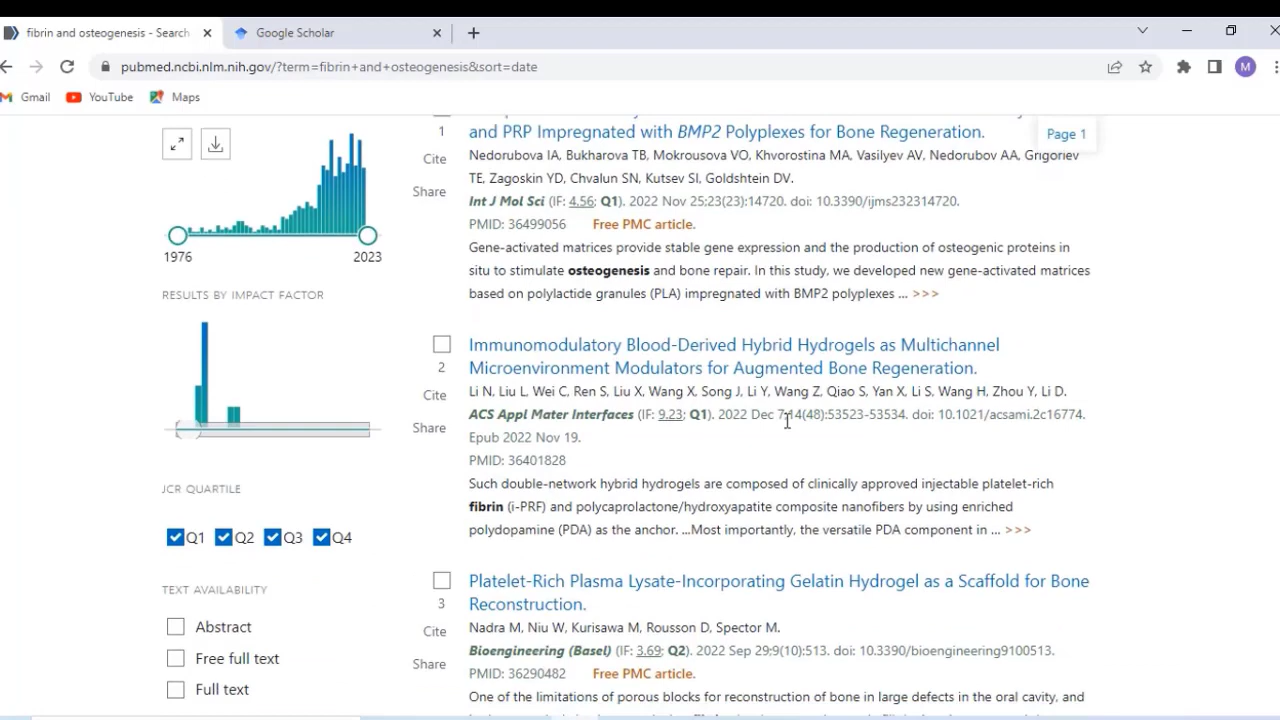 fibrin and osteogenesis - Search
Google Scholar
pubmed.ncbi.nlm.nih.gov/?term=fibrin+and+osteogenesis&sort=date
M
Gmail
YouTube
Maps
1976
2023
RESULTS BY IMPACT FACTOR
JCR QUARTILE
Q1
Q2
Q3
Q4
TEXT AVAILABILITY
Abstract
Free full text
Full text
Page 1
1
Cite
Share
and PRP Impregnated with BMP2 Polyplexes for Bone Regeneration.
Nedorubova IA, Bukharova TB, Mokrousova VO, Khvorostina MA, Vasilyev AV, Nedorubov AA, Grigoriev
TE, Zagoskin YD, Chvalun SN, Kutsev SI, Goldshtein DV.
Int J Mol Sci (IF: 4.56; Q1). 2022 Nov 25;23(23):14720. doi: 10.3390/ijms232314720.
PMID: 36499056 Free PMC article.
Gene-activated matrices provide stable gene expression and the production of osteogenic proteins in
situ to stimulate osteogenesis and bone repair. In this study, we developed new gene-activated matrices
based on polylactide granules (PLA) impregnated with BMP2 polyplexes ... >>>
2
Cite
Share
Immunomodulatory Blood-Derived Hybrid Hydrogels as Multichannel
Microenvironment Modulators for Augmented Bone Regeneration.
Li N, Liu L, Wei C, Ren S, Liu X, Wang X, Song J, Li Y, Wang Z, Qiao S, Yan X, Li S, Wang H, Zhou Y, Li D.
ACS Appl Mater Interfaces (IF: 9.23; Q1). 2022 Dec 7;14(48):53523-53534. doi: 10.1021/acsami.2c16774.
Epub 2022 Nov 19.
PMID: 36401828
Such double-network hybrid hydrogels are composed of clinically approved injectable platelet-rich
fibrin (i-PRF) and polycaprolactone/hydroxyapatite composite nanofibers by using enriched
polydopamine (PDA) as the anchor. ...Most importantly, the versatile PDA component in ... >>>
3
Cite
Share
Platelet-Rich Plasma Lysate-Incorporating Gelatin Hydrogel as a Scaffold for Bone
Reconstruction.
Nadra M, Niu W, Kurisawa M, Rousson D, Spector M.
Bioengineering (Basel) (IF: 3.69; Q2). 2022 Sep 29;9(10):513. doi: 10.3390/bioengineering9100513.
PMID: 36290482 Free PMC article.
One of the limitations of porous blocks for reconstruction of bone in large defects in the oral cavity, and